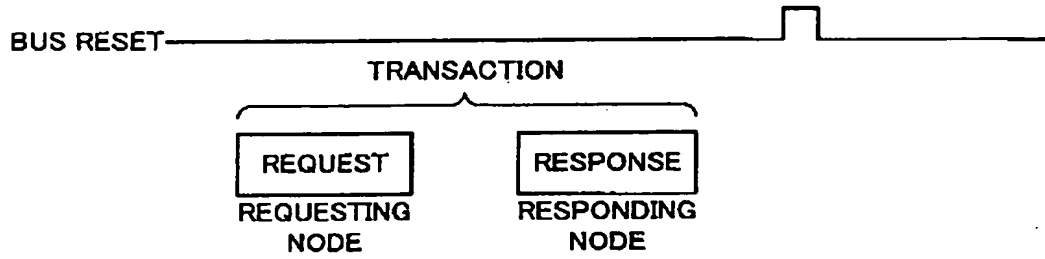 BUS RESET
TRANSACTION
REQUEST
RESPONSE
REQUESTING
NODE
RESPONDING
NODE